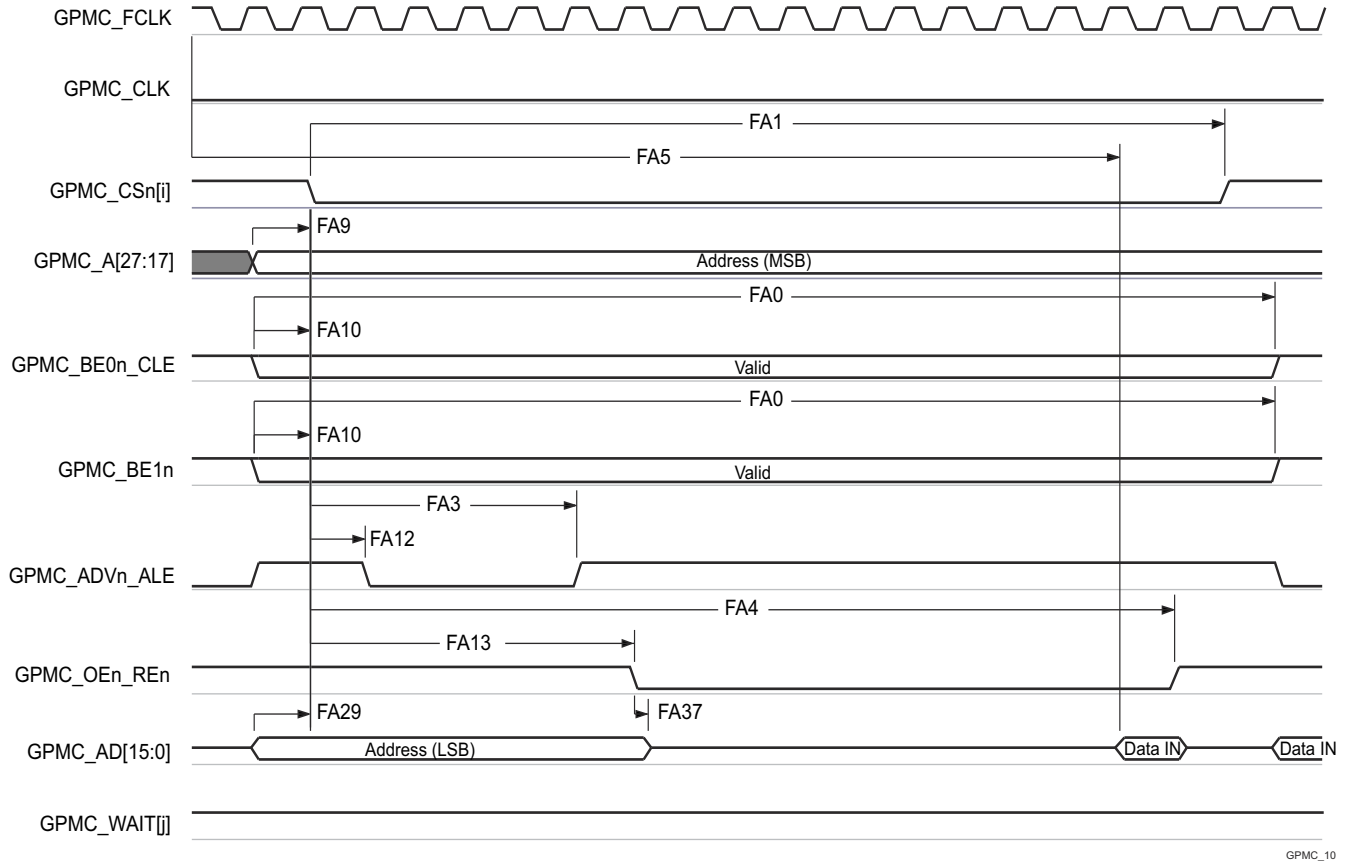 GPMC_FCLK
GPMC_CLK
FA1
FA5
GPMC_CSn[i]
FA9
GPMC_A[27:17] Address (MSB)
FA0
FA10
GPMC_BE0n_CLE Valid
FA0
FA10
GPMC_BE1n Valid
FA3
FA12
GPMC_ADVn_ALE
FA4
FA13
GPMC_OEn_REn
FA29 FA37
GPMC_AD[15:0] Address (LSB) Data IN Data IN
GPMC_WAIT[j]
GPMC_10